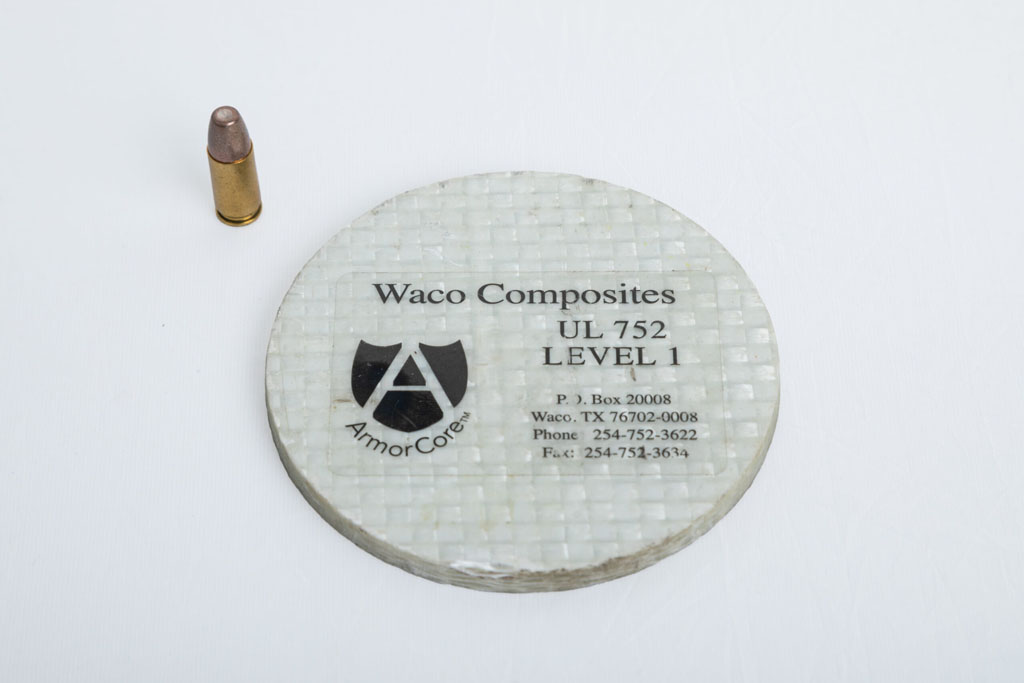 Waco Composites
UL 752
LEVEL 1
ArmorCore™
P.O. Box 20008
Waco, TX 76702-0008
Phone 254-752-3622
Fax: 254-752-3634